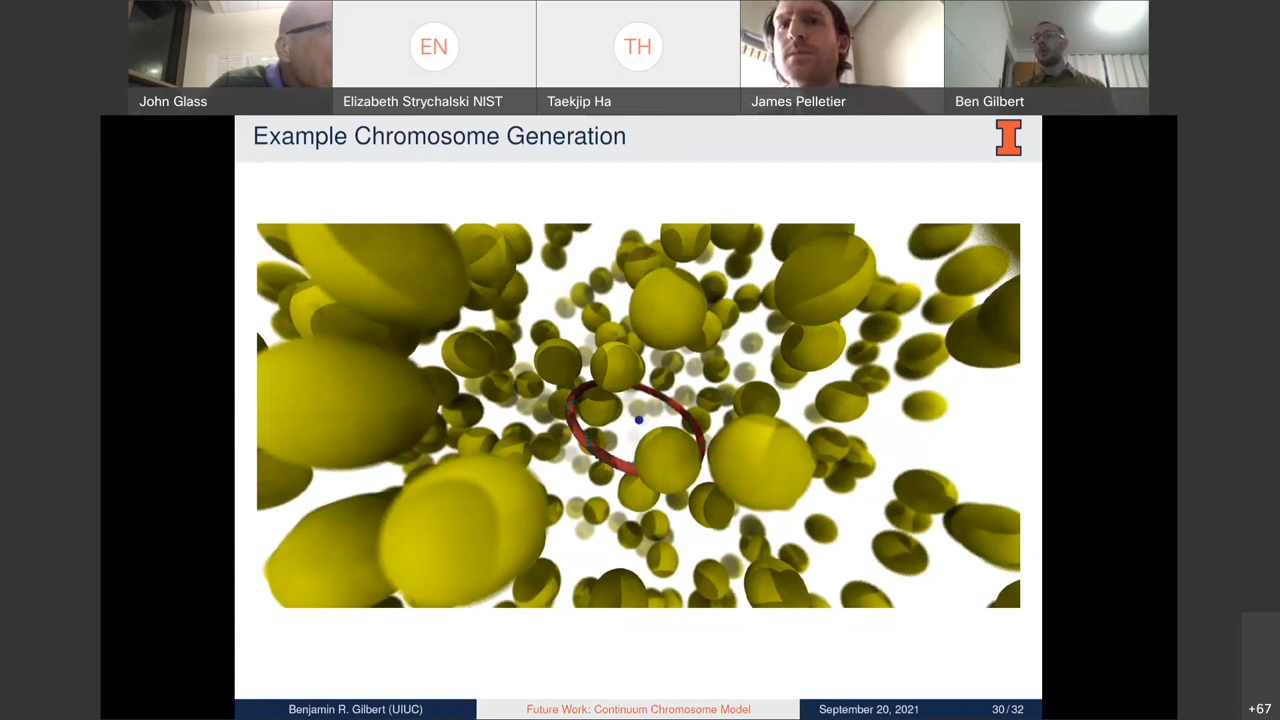 EN
TH
John Glass
Elizabeth Strychalski NIST
Taekjip Ha
James Pelletier
Ben Gilbert
Example Chromosome Generation
Benjamin R. Gilbert (UIUC)
Future Work: Continuum Chromosome Model
September 20, 2021
30/32
+67